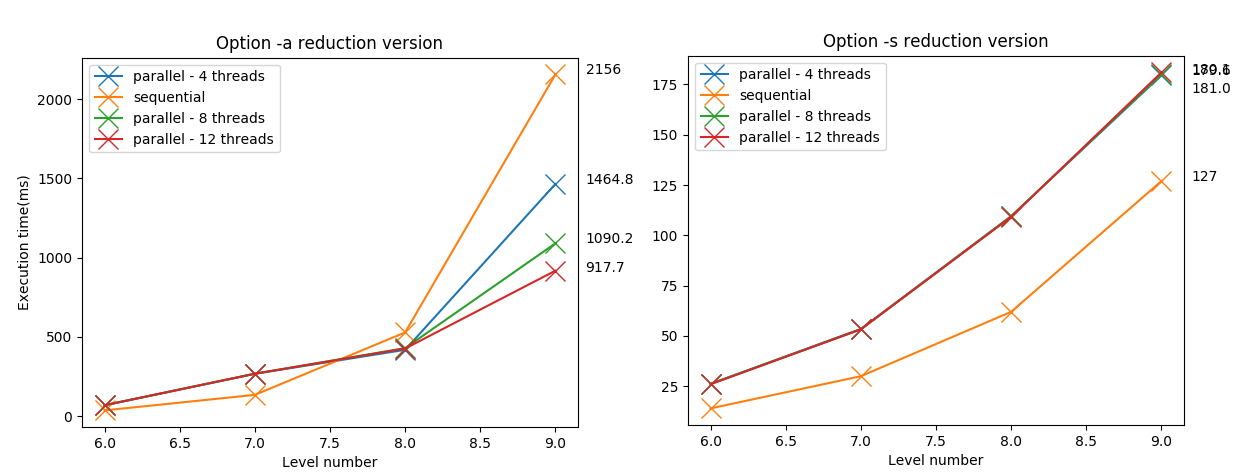 Option -a reduction version
parallel - 4 threads
sequential
parallel - 8 threads
parallel - 12 threads
2156
1464.8
1090.2
917.7
2000
1500
1000
500
0
Execution time(ms)
6.0 6.5 7.0 7.5 8.0 8.5 9.0
Level number
Option -s reduction version
parallel - 4 threads
sequential
parallel - 8 threads
parallel - 12 threads
181.0
127
175
150
125
100
75
50
25
6.0 6.5 7.0 7.5 8.0 8.5 9.0
Level number